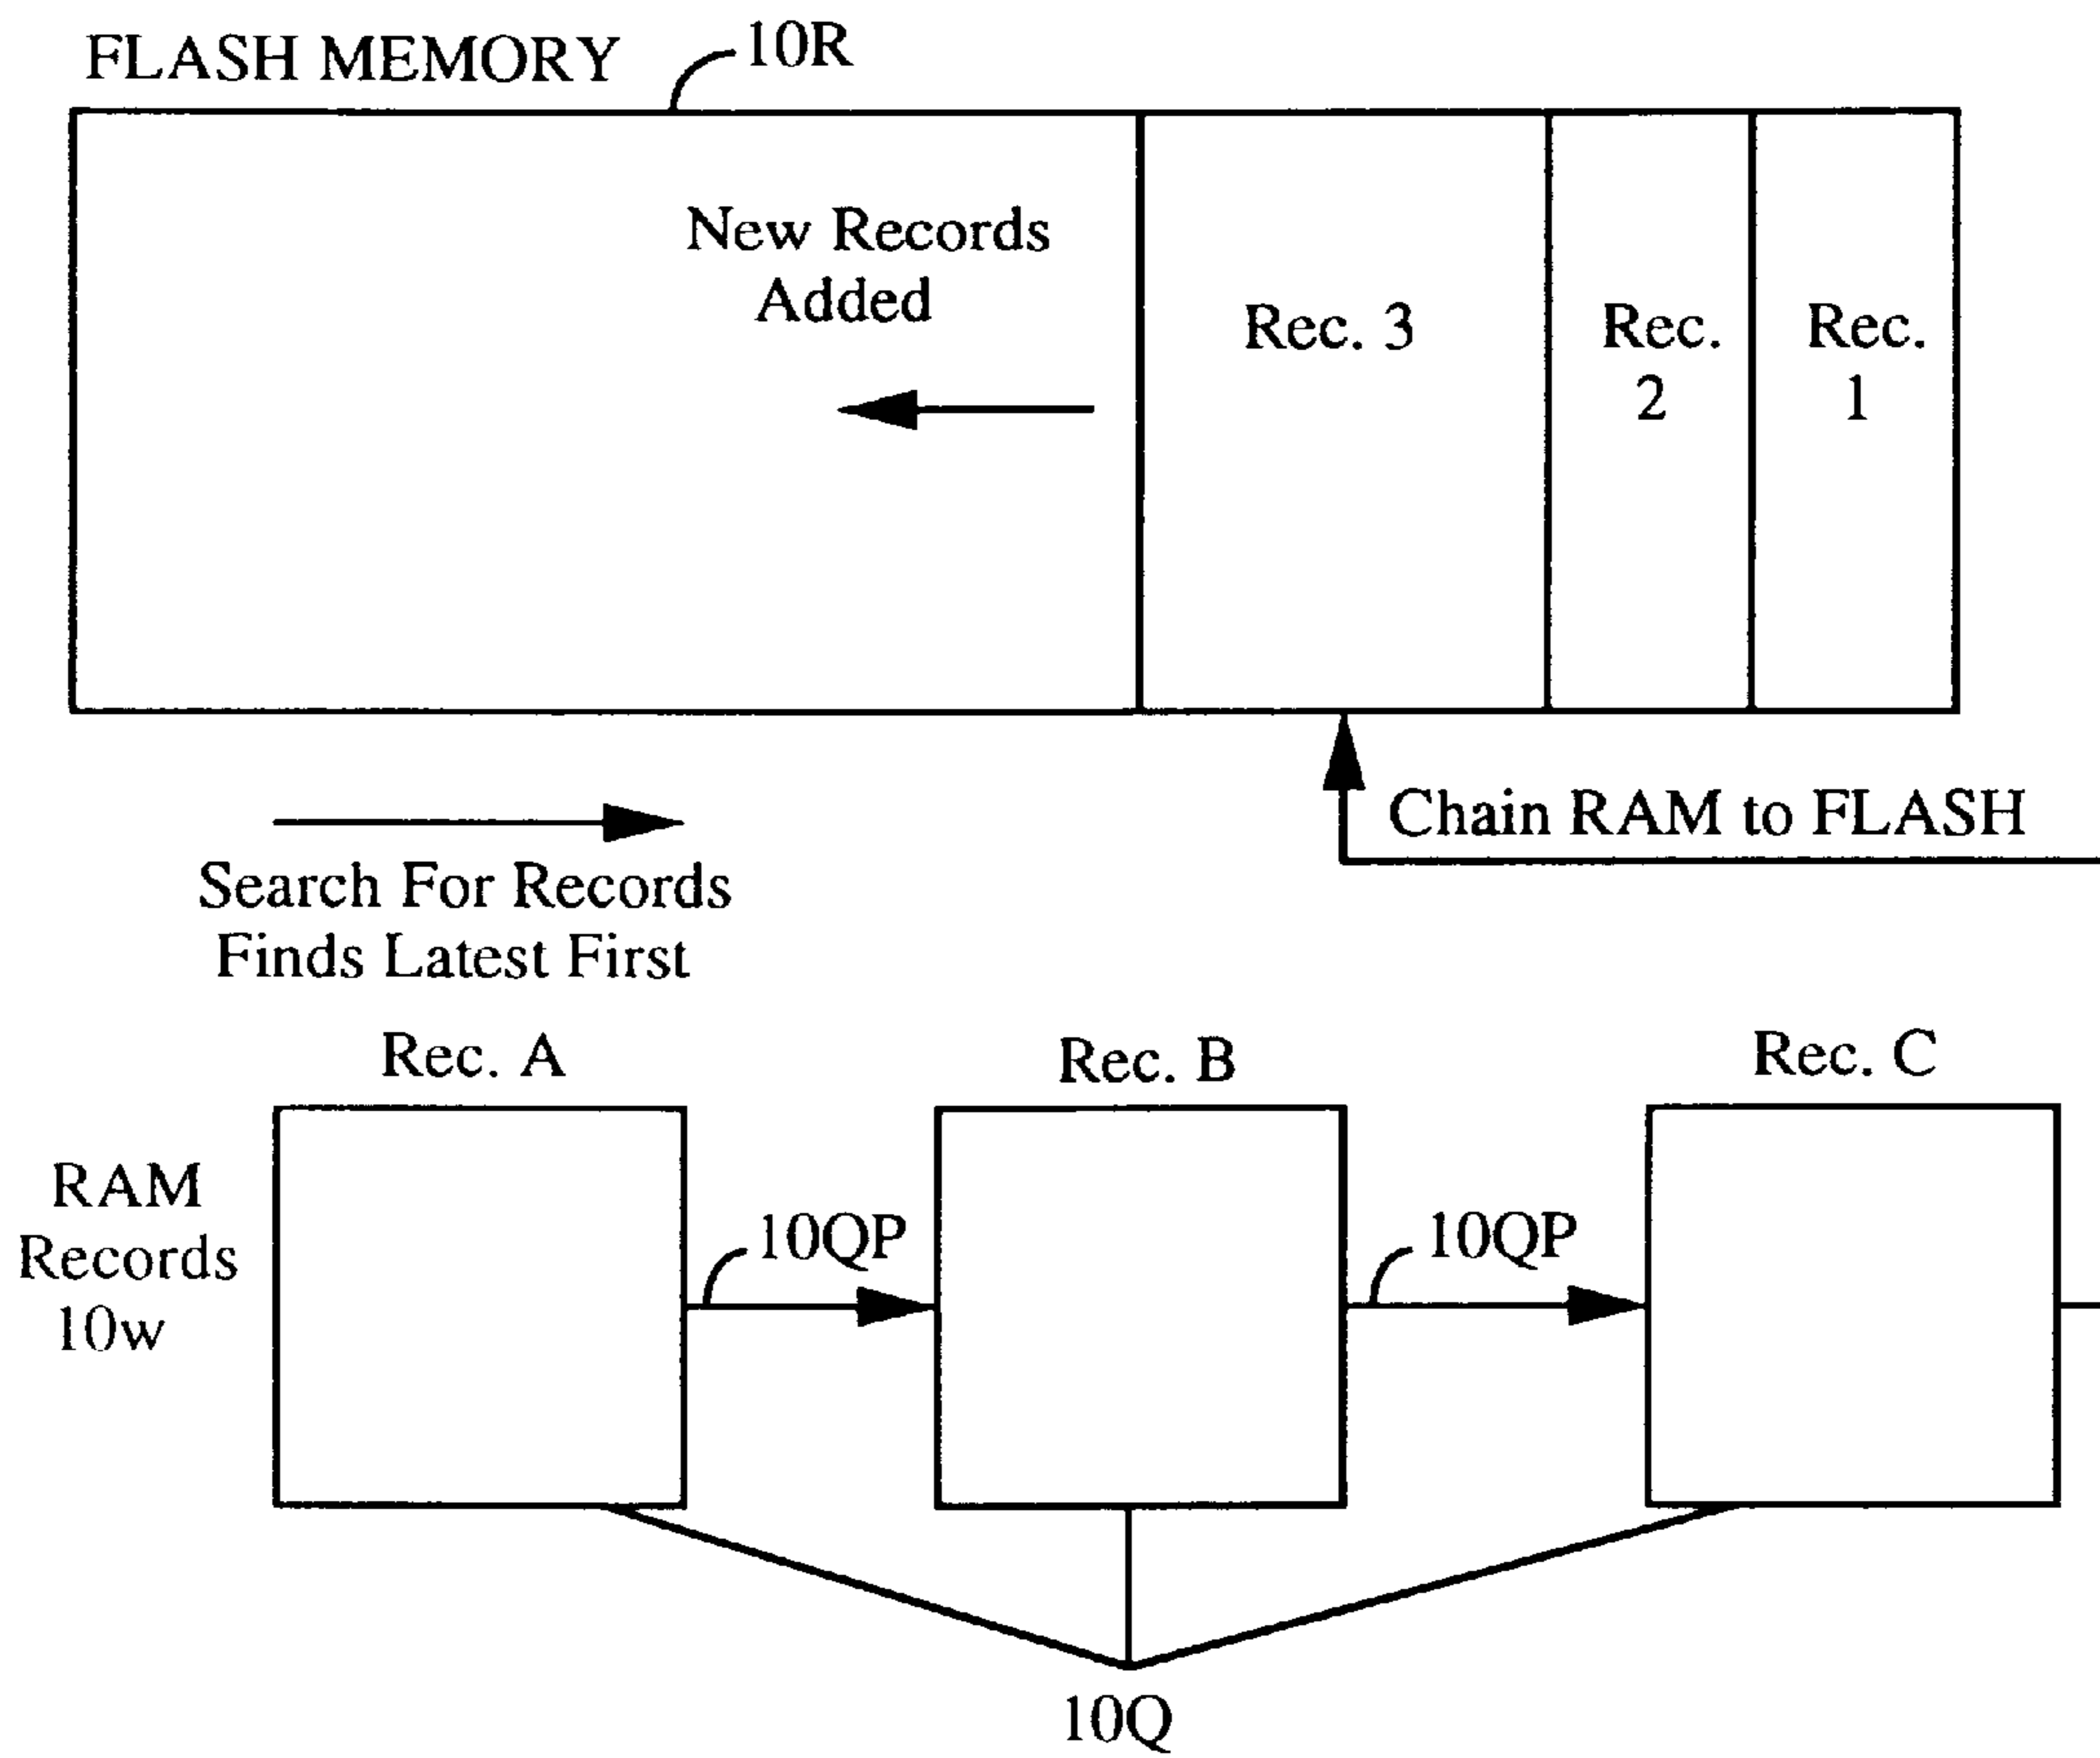 FLASH MEMORY
10R
New Records
Added
Rec. 3
Rec.
2
Rec.
1
Chain RAM to FLASH
Search For Records
Finds Latest First
Rec. A
Rec. B
Rec. C
RAM
Records
10w
10QP
10QP
10Q